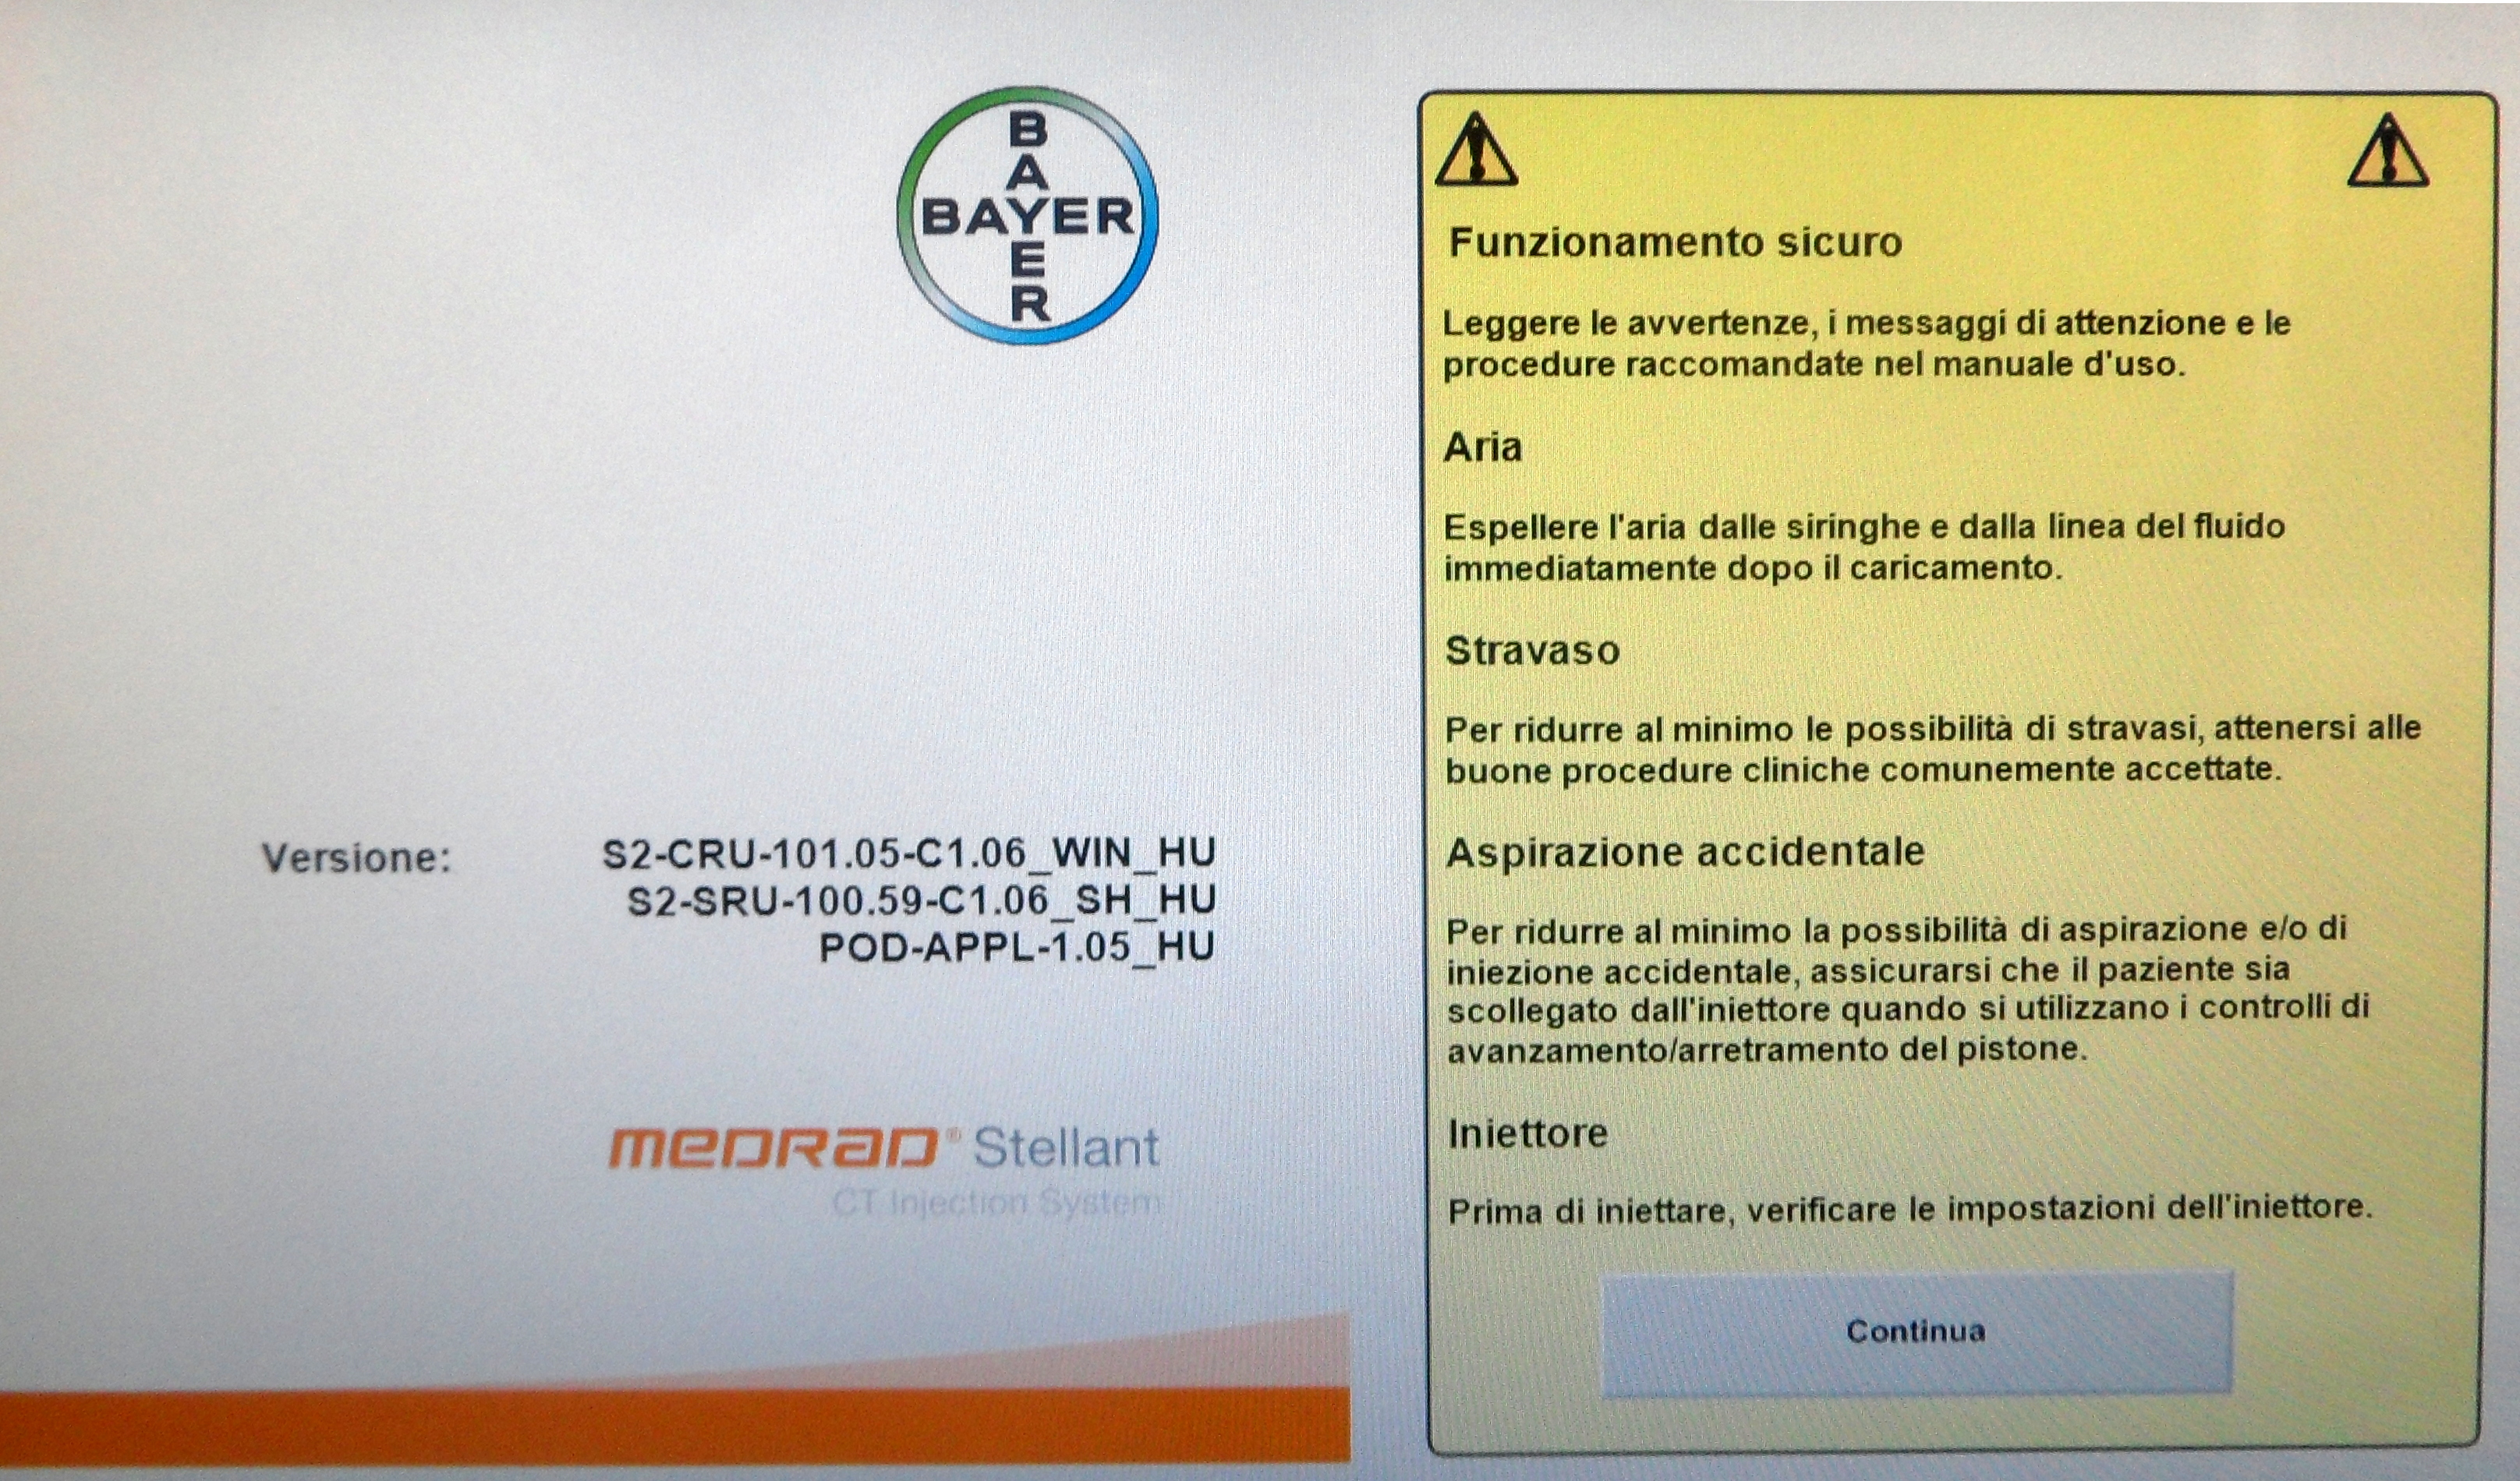 BAYER
BAYER
Versione:
S2-CRU-101.05-C1.06_WIN_HU
S2-SRU-100.59-C1.06_SH_HU
POD-APPL-1.05_HU
MEDRAD® Stellant
CT Injection System
Funzionamento sicuro
Leggere le avvertenze, i messaggi di attenzione e le
procedure raccomandate nel manuale d'uso.
Aria
Espellere l'aria dalle siringhe e dalla linea del fluido
immediatamente dopo il caricamento.
Stravaso
Per ridurre al minimo le possibilità di stravasi, attenersi alle
buone procedure cliniche comunemente accettate.
Aspirazione accidentale
Per ridurre al minimo la possibilità di aspirazione e/o di
iniezione accidentale, assicurarsi che il paziente sia
scollegato dall'iniettore quando si utilizzano i controlli di
avanzamento/arretramento del pistone.
Iniettore
Prima di iniettare, verificare le impostazioni dell'iniettore.
Continua